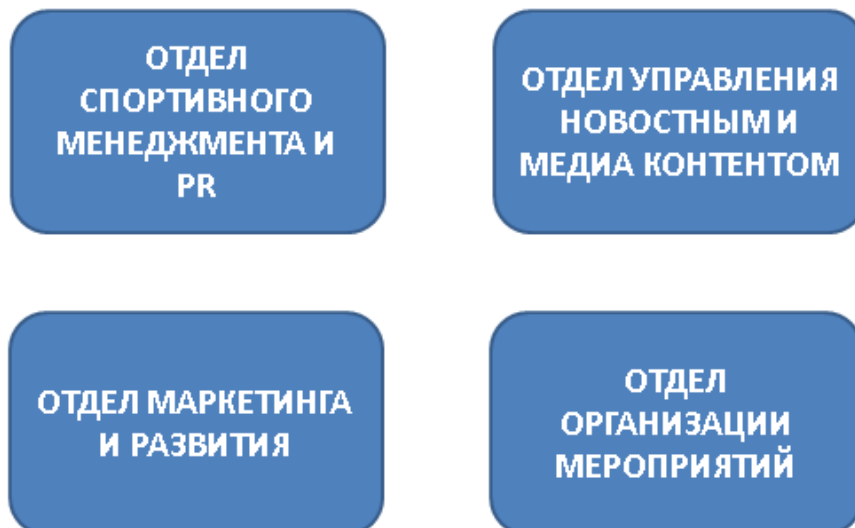 ОТДЕЛ
СПОРТИВНОГО
МЕНЕДЖМЕНТА И
PR
ОТДЕЛ УПРАВЛЕНИЯ
НОВОСТНЫМ И
МЕДИА КОНТЕНТОМ
ОТДЕЛ МАРКЕТИНГА
И РАЗВИТИЯ
ОТДЕЛ
ОРГАНИЗАЦИИ
МЕРОПРИЯТИЙ